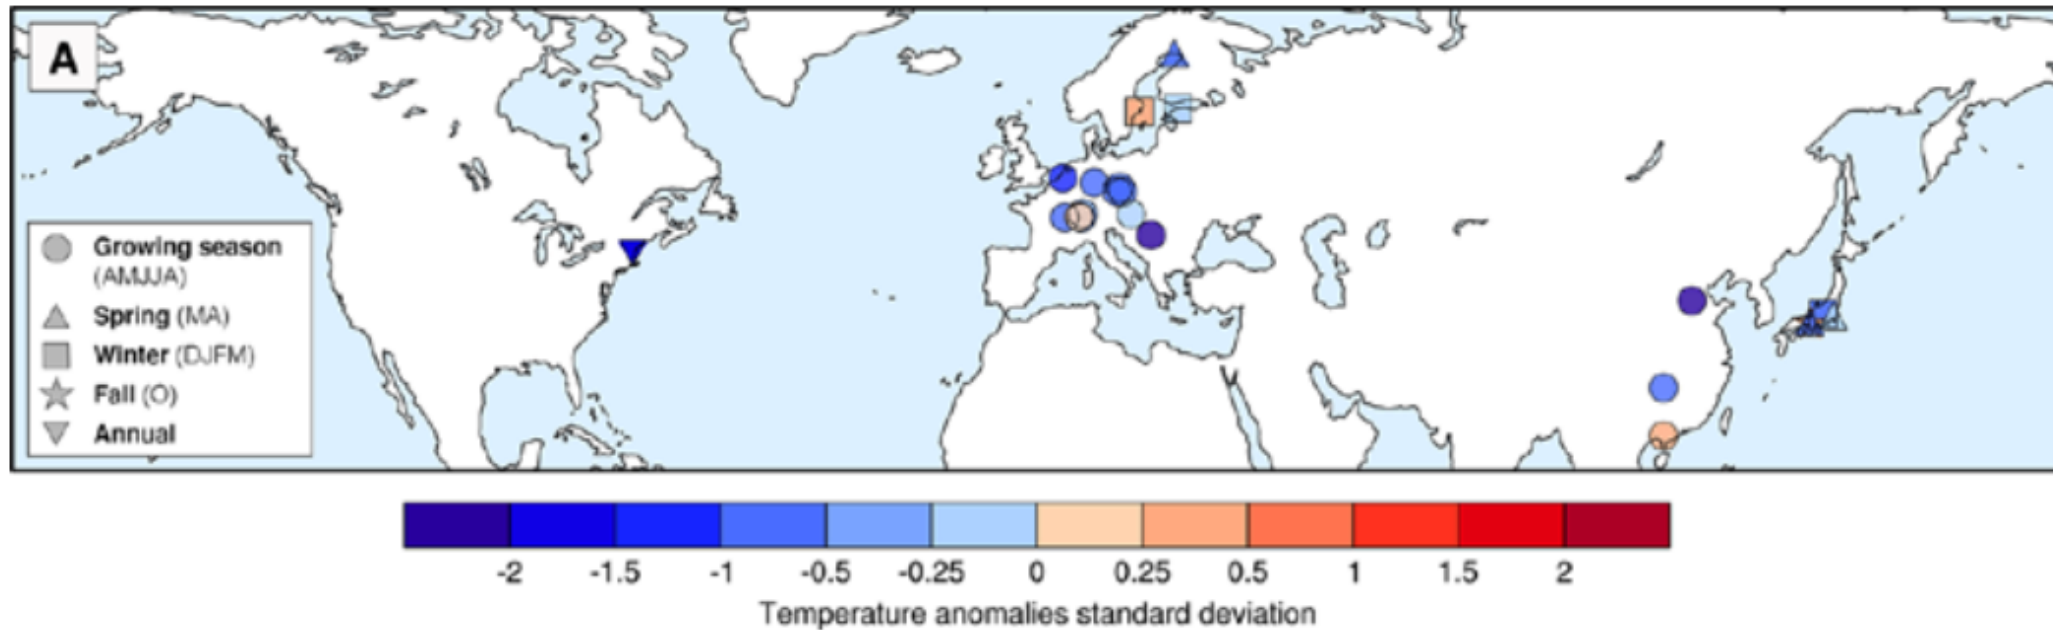 A
Growing season
(AMJJA)
Spring (MA)
Winter (DJFM)
Fall (O)
Annual
-2 -1.5 -1 -0.5 -0.25 0 0.25 0.5 1 1.5 2
Temperature anomalies standard deviation